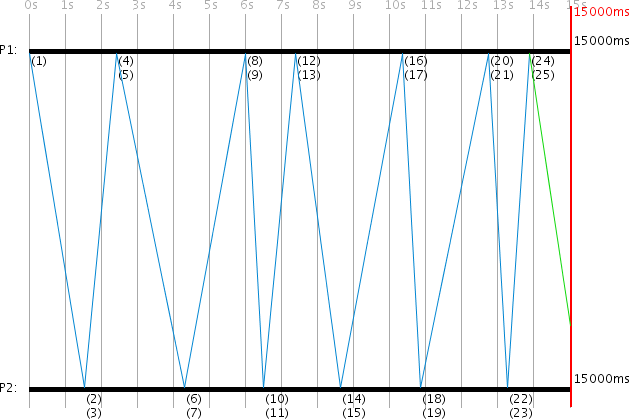 0s 1s 2s 3s 4s 5s 6s 7s 8s 9s 10s 11s 12s 13s 14s 15s
15000ms
P1: 15000ms
(1) (4) (8) (12) (16) (20) (24)
(5) (9) (13) (17) (21) (25)
P2: 15000ms
(2) (6) (10) (14) (18) (22)
(3) (7) (11) (15) (19) (23)